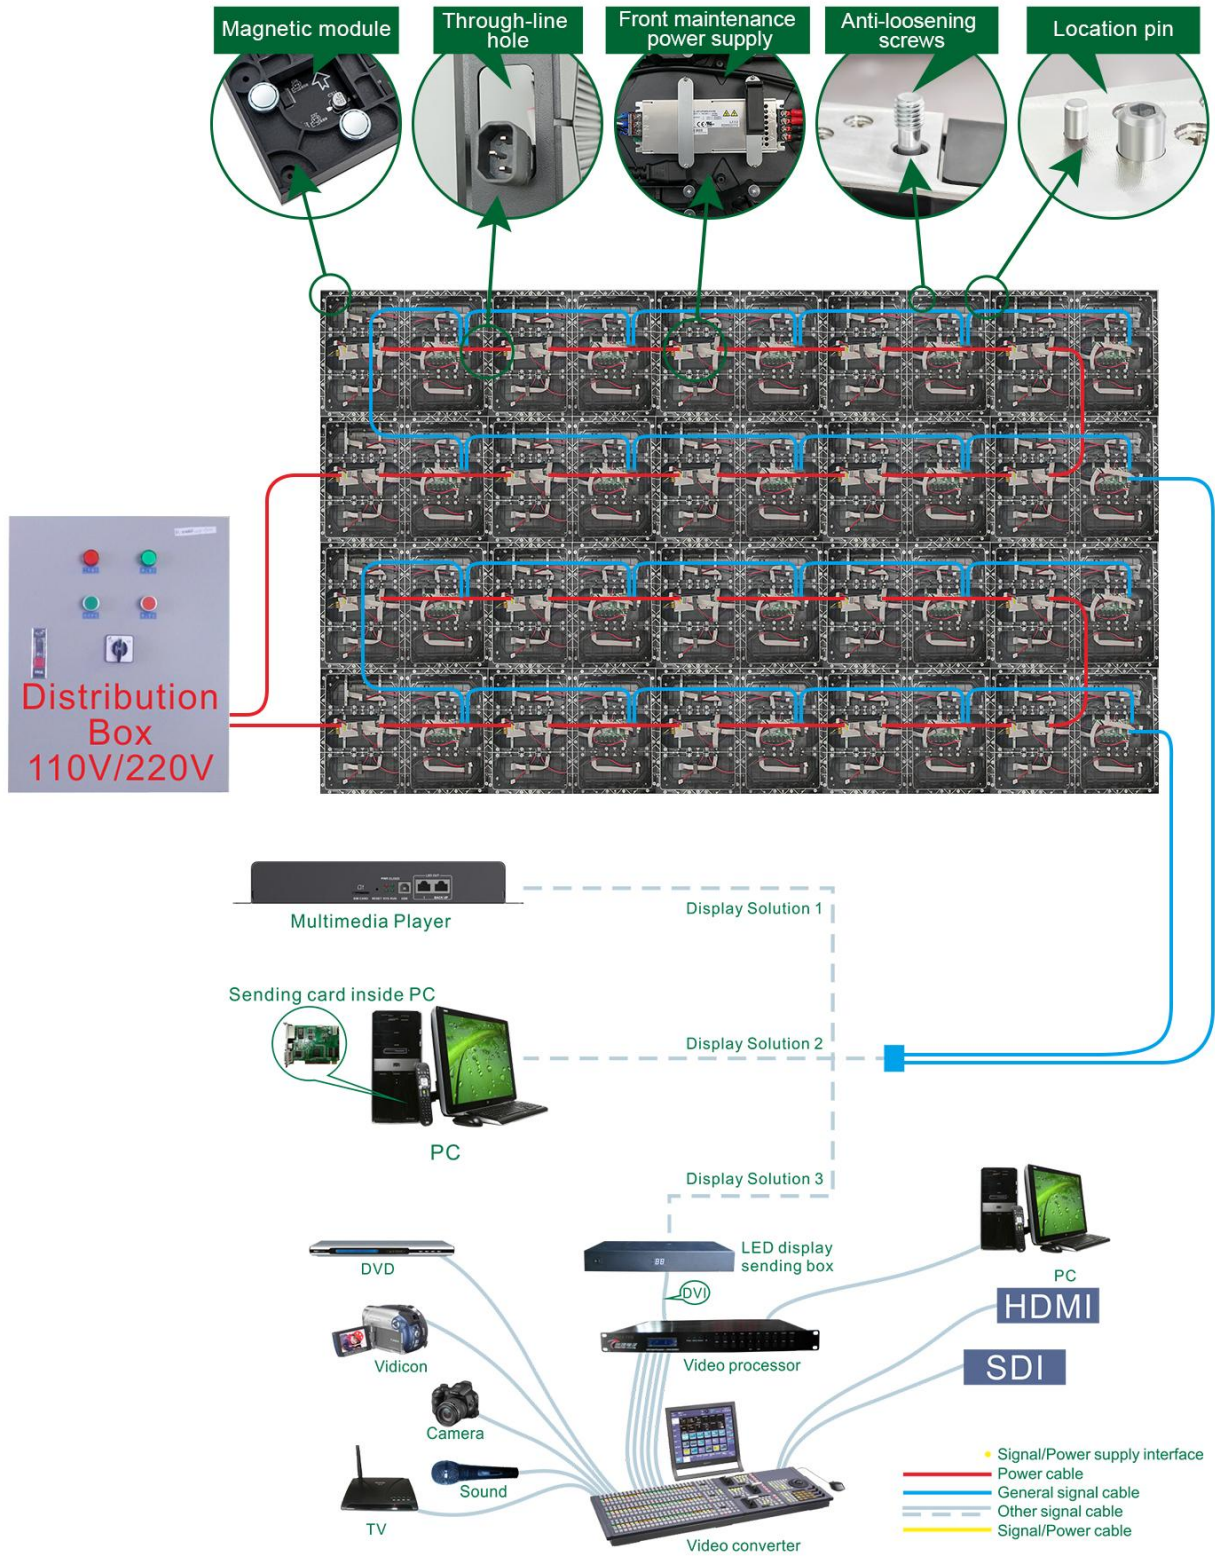 Magnetic module
Through-line
hole
Front maintenance
power supply
Anti-loosening
screws
Location pin
Distribution
Box
110V/220V
Multimedia Player
Display Solution 1
Sending card inside PC
Display Solution 2
PC
Display Solution 3
DVD
LED display
sending box
PC
DVI
HDMI
Vidicon
Video processor
SDI
Camera
Sound
TV
Video converter
Signal/Power supply interface
Power cable
General signal cable
Other signal cable
Signal/Power cable